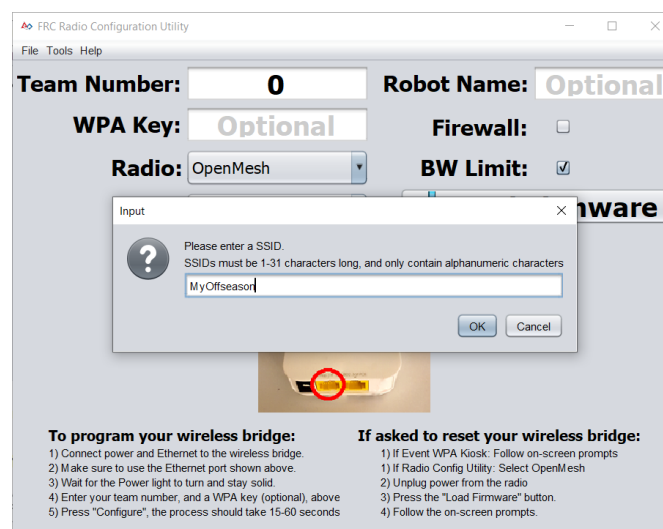 FRC Radio Configuration Utility
File Tools Help
Team Number: 0 Robot Name: Optional
WPA Key: Optional Firewall:
Radio: OpenMesh BW Limit:
Input
mware
Please enter a SSID.
SSIDs must be 1-31 characters long, and only contain alphanumeric characters
MyOffseason
OK Cancel
To program your wireless bridge:
1) Connect power and Ethernet to the wireless bridge.
2) Make sure to use the Ethernet port shown above.
3) Wait for the Power light to turn and stay solid.
4) Enter your team number, and a WPA key (optional), above
5) Press "Configure", the process should take 15-60 seconds
If asked to reset your wireless bridge:
1) If Event WPA Kiosk: Follow on-screen prompts
1) If Radio Config Utility: Select OpenMesh
2) Unplug power from the radio
3) Press the "Load Firmware" button.
4) Follow the on-screen prompts.